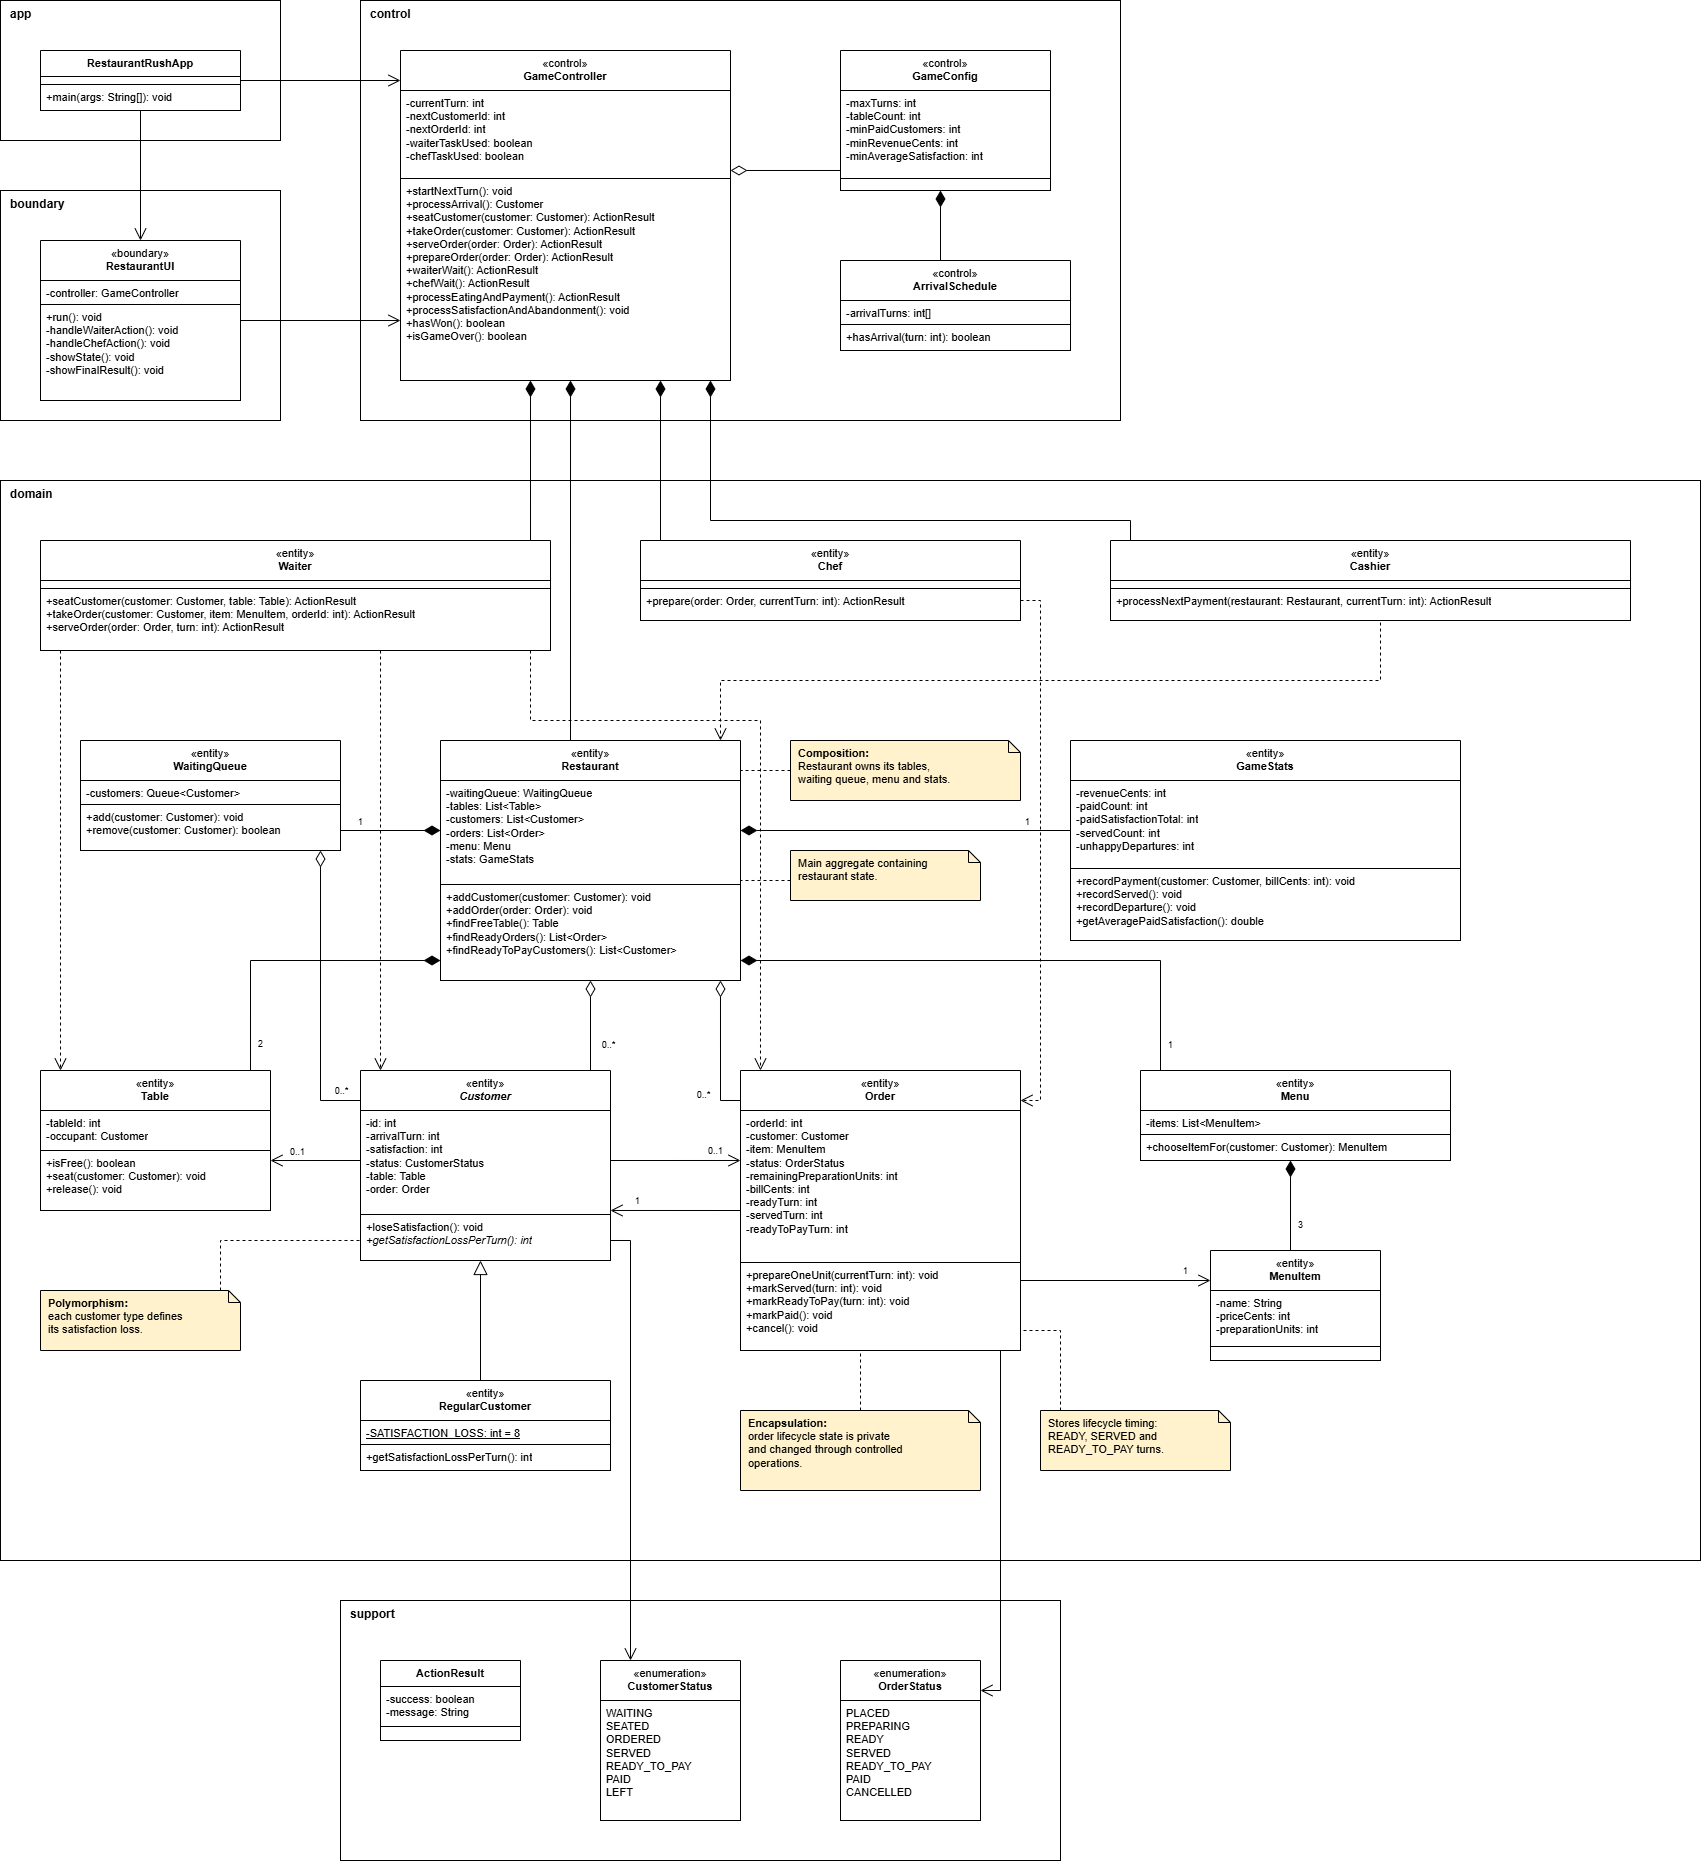 app
RestaurantRushApp
+main(args: String[]): void
control
«control»
GameController
-currentTurn: int
-nextCustomerId: int
-nextOrderId: int
-waiterTaskUsed: boolean
-chefTaskUsed: boolean
+startNextTurn(): void
+processArrival(): Customer
+seatCustomer(customer: Customer): ActionResult
+takeOrder(customer: Customer): ActionResult
+serveOrder(order: Order): ActionResult
+prepareOrder(order: Order): ActionResult
+waiterWait(): ActionResult
+chefWait(): ActionResult
+processEatingAndPayment(): ActionResult
+processSatisfactionAndAbandonment(): void
+hasWon(): boolean
+isGameOver(): boolean
«control»
GameConfig
-maxTurns: int
-tableCount: int
-minPaidCustomers: int
-minRevenueCents: int
-minAverageSatisfaction: int
«control»
ArrivalSchedule
-arrivalTurns: int[]
+hasArrival(turn: int): boolean
boundary
«boundary»
RestaurantUI
-controller: GameController
+run(): void
-handleWaiterAction(): void
-handleChefAction(): void
-showState(): void
-showFinalResult(): void
domain
«entity»
Waiter
+seatCustomer(customer: Customer, table: Table): ActionResult
+takeOrder(customer: Customer, item: MenuItem, orderId: int): ActionResult
+serveOrder(order: Order, turn: int): ActionResult
«entity»
Chef
+prepare(order: Order, currentTurn: int): ActionResult
«entity»
Cashier
+processNextPayment(restaurant: Restaurant, currentTurn: int): ActionResult
«entity»
WaitingQueue
-customers: Queue<Customer>
+add(customer: Customer): void
+remove(customer: Customer): boolean
1
«entity»
Restaurant
-waitingQueue: WaitingQueue
-tables: List<Table>
-customers: List<Customer>
-orders: List<Order>
-menu: Menu
-stats: GameStats
+addCustomer(customer: Customer): void
+addOrder(order: Order): void
+findFreeTable(): Table
+findReadyOrders(): List<Order>
+findReadyToPayCustomers(): List<Customer>
Composition:
Restaurant owns its tables,
waiting queue, menu and stats.
1
Main aggregate containing
restaurant state.
«entity»
GameStats
-revenueCents: int
-paidCount: int
-paidSatisfactionTotal: int
-servedCount: int
-unhappyDepartures: int
+recordPayment(customer: Customer, billCents: int): void
+recordServed(): void
+recordDeparture(): void
+getAveragePaidSatisfaction(): double
2
0..*
0..*
0..*
1
«entity»
Table
-tableId: int
-occupant: Customer
+isFree(): boolean
+seat(customer: Customer): void
+release(): void
0..1
«entity»
Customer
-id: int
-arrivalTurn: int
-satisfaction: int
-status: CustomerStatus
-table: Table
-order: Order
+loseSatisfaction(): void
+getSatisfactionLossPerTurn(): int
0..1
1
«entity»
Order
-orderId: int
-customer: Customer
-item: MenuItem
-status: OrderStatus
-remainingPreparationUnits: int
-billCents: int
-readyTurn: int
-servedTurn: int
-readyToPayTurn: int
+prepareOneUnit(currentTurn: int): void
+markServed(turn: int): void
+markReadyToPay(turn: int): void
+markPaid(): void
+cancel(): void
«entity»
Menu
-items: List<MenuItem>
+chooseItemFor(customer: Customer): MenuItem
3
1
«entity»
MenuItem
-name: String
-priceCents: int
-preparationUnits: int
Polymorphism:
each customer type defines
its satisfaction loss.
«entity»
RegularCustomer
-SATISFACTION_LOSS: int = 8
+getSatisfactionLossPerTurn(): int
Encapsulation:
order lifecycle state is private
and changed through controlled
operations.
Stores lifecycle timing:
READY, SERVED and
READY_TO_PAY turns.
support
ActionResult
-success: boolean
-message: String
«enumeration»
CustomerStatus
WAITING
SEATED
ORDERED
SERVED
READY_TO_PAY
PAID
LEFT
«enumeration»
OrderStatus
PLACED
PREPARING
READY
SERVED
READY_TO_PAY
PAID
CANCELLED